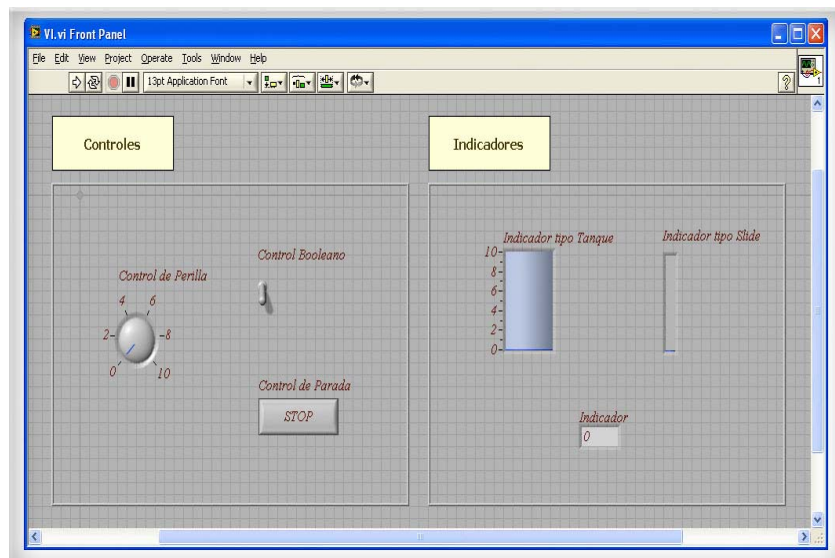 VI.vi Front Panel
File Edit View Project Operate Tools Window Help
13pt Application Font
?
1
Controles
Indicadores
Control de Perilla
0
2
4
6
8
10
Control Booleano
Control de Parada
STOP
Indicador tipo Tanque
10
8
6
4
2
0
Indicador tipo Slide
Indicador
0